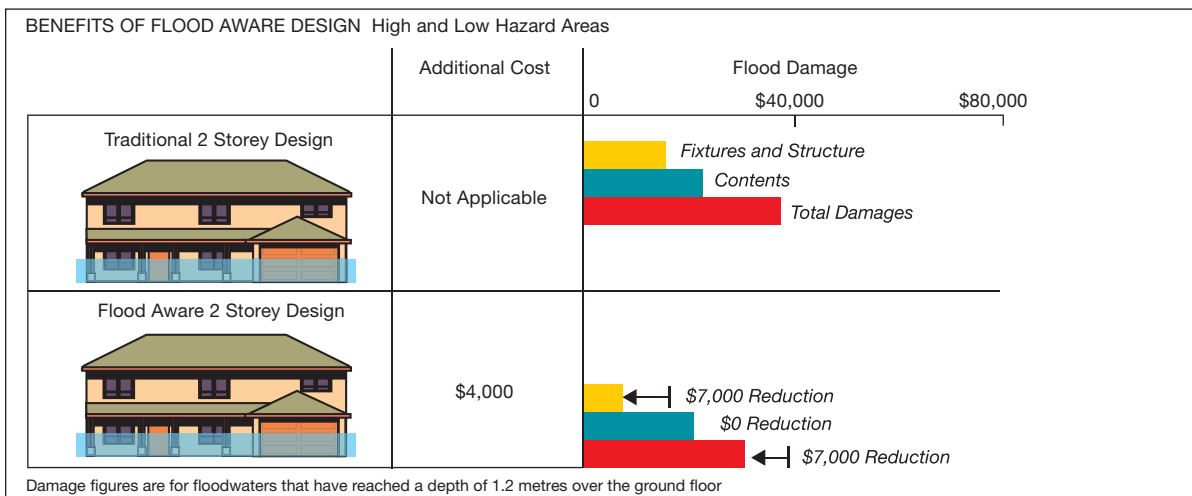 BENEFITS OF FLOOD AWARE DESIGN High and Low Hazard Areas
Additional Cost
Flood Damage
0 $40,000 $80,000
Traditional 2 Storey Design
Not Applicable
Fixtures and Structure
Contents
Total Damages
Flood Aware 2 Storey Design
$4,000
$7,000 Reduction
$0 Reduction
$7,000 Reduction
Damage figures are for floodwaters that have reached a depth of 1.2 metres over the ground floor